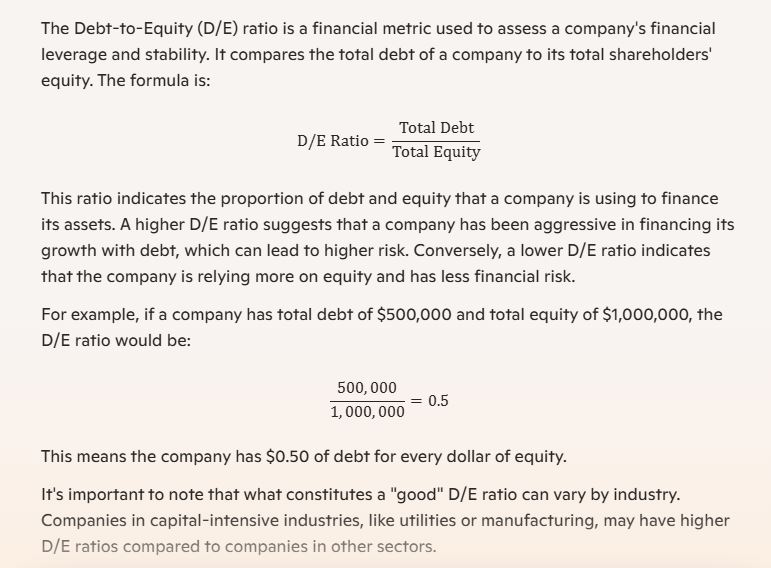 The Debt-to-Equity (D/E) ratio is a financial metric used to assess a company's financial
leverage and stability. It compares the total debt of a company to its total shareholders'
equity. The formula is:
D/E Ratio = Total Debt / Total Equity
This ratio indicates the proportion of debt and equity that a company is using to finance
its assets. A higher D/E ratio suggests that a company has been aggressive in financing its
growth with debt, which can lead to higher risk. Conversely, a lower D/E ratio indicates
that the company is relying more on equity and has less financial risk.
For example, if a company has total debt of $500,000 and total equity of $1,000,000, the
D/E ratio would be:
500,000 / 1,000,000 = 0.5
This means the company has $0.50 of debt for every dollar of equity.
It's important to note that what constitutes a "good" D/E ratio can vary by industry.
Companies in capital-intensive industries, like utilities or manufacturing, may have higher
D/E ratios compared to companies in other sectors.